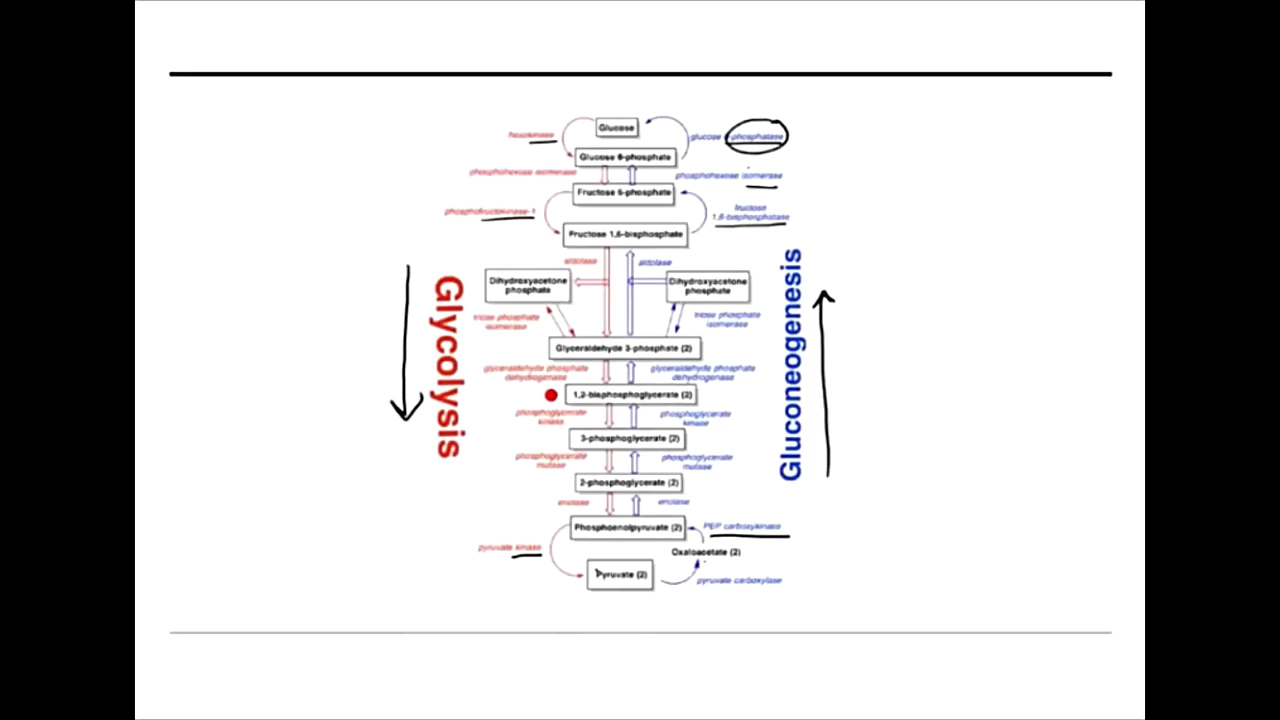 Glucose
hexokinase
glucose 6-phosphatase
Glucose 6-phosphate
phosphohexose isomerase
phosphohexose isomerase
Fructose 6-phosphate
phosphofructokinase-1
fructose
1,6-bisphosphatase
Fructose 1,6-bisphosphate
aldolase
aldolase
Dihydroxyacetone
phosphate
Dihydroxyacetone
phosphate
triose phosphate
isomerase
triose phosphate
isomerase
Glyceraldehyde 3-phosphate (2)
glyceraldehyde phosphate
dehydrogenase
glyceraldehyde phosphate
dehydrogenase
1,3-bisphosphoglycerate (2)
phosphoglycerate
kinase
phosphoglycerate
kinase
3-phosphoglycerate (2)
phosphoglycerate
mutase
phosphoglycerate
mutase
2-phosphoglycerate (2)
enolase
enolase
Phosphoenolpyruvate (2)
PEP carboxykinase
pyruvate kinase
Oxaloacetate (2)
Pyruvate (2)
pyruvate carboxylase
Glycolysis
Gluconeogenesis